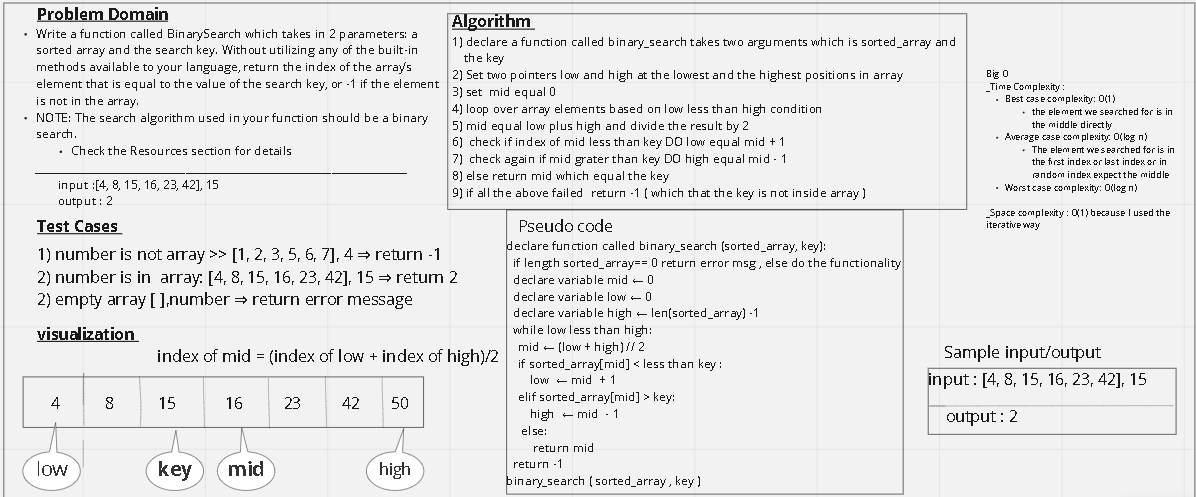 Problem Domain
• Write a function called BinarySearch which takes in 2 parameters: a
sorted array and the search key. Without utilizing any of the built-in
methods available to your language, return the index of the array's
element that is equal to the value of the search key, or -1 if the element
is not in the array.
• NOTE: The search algorithm used in your function should be a binary
search.
• Check the Resources section for details
input :[4, 8, 15, 16, 23, 42], 15
output : 2
Test Cases
1) number is not array >> [1, 2, 3, 5, 6, 7], 4 ⇒ return -1
2) number is in array: [4, 8, 15, 16, 23, 42], 15 ⇒ return 2
2) empty array [ ],number ⇒ return error message
visualization
index of mid = (index of low + index of high)/2
4 8 15 16 23 42 50
low key mid high
Algorithm
1) declare a function called binary_search takes two arguments which is sorted_array and
the key
2) Set two pointers low and high at the lowest and the highest positions in array
3) set mid equal 0
4) loop over array elements based on low less than high condition
5) mid equal low plus high and divide the result by 2
6) check if index of mid less than key DO low equal mid + 1
7) check again if mid grater than key DO high equal mid - 1
8) else return mid which equal the key
9) if all the above failed return -1 ( which that the key is not inside array )
Pseudo code
declare function called binary_search (sorted_array, key):
if length sorted_array== 0 return error msg , else do the functionality
declare variable mid ← 0
declare variable low ← 0
declare variable high ← len(sorted_array) -1
while low less than high:
mid ← (low + high) // 2
if sorted_array[mid] < less than key :
low ← mid + 1
elif sorted_array[mid] > key:
high ← mid - 1
else:
return mid
return -1
binary_search ( sorted_array , key )
Big O
_Time Complexity :
• Best case complexity: O(1)
• the element we searched for is in
the middle directly
• Average case complexity: O(log n)
• The element we searched for is in
the first index or last index or in
random index expect the middle
• Worst case complexity: O(log n)
_Space complexity : O(1) because I used the
iterative way
Sample input/output
input : [4, 8, 15, 16, 23, 42], 15
output : 2